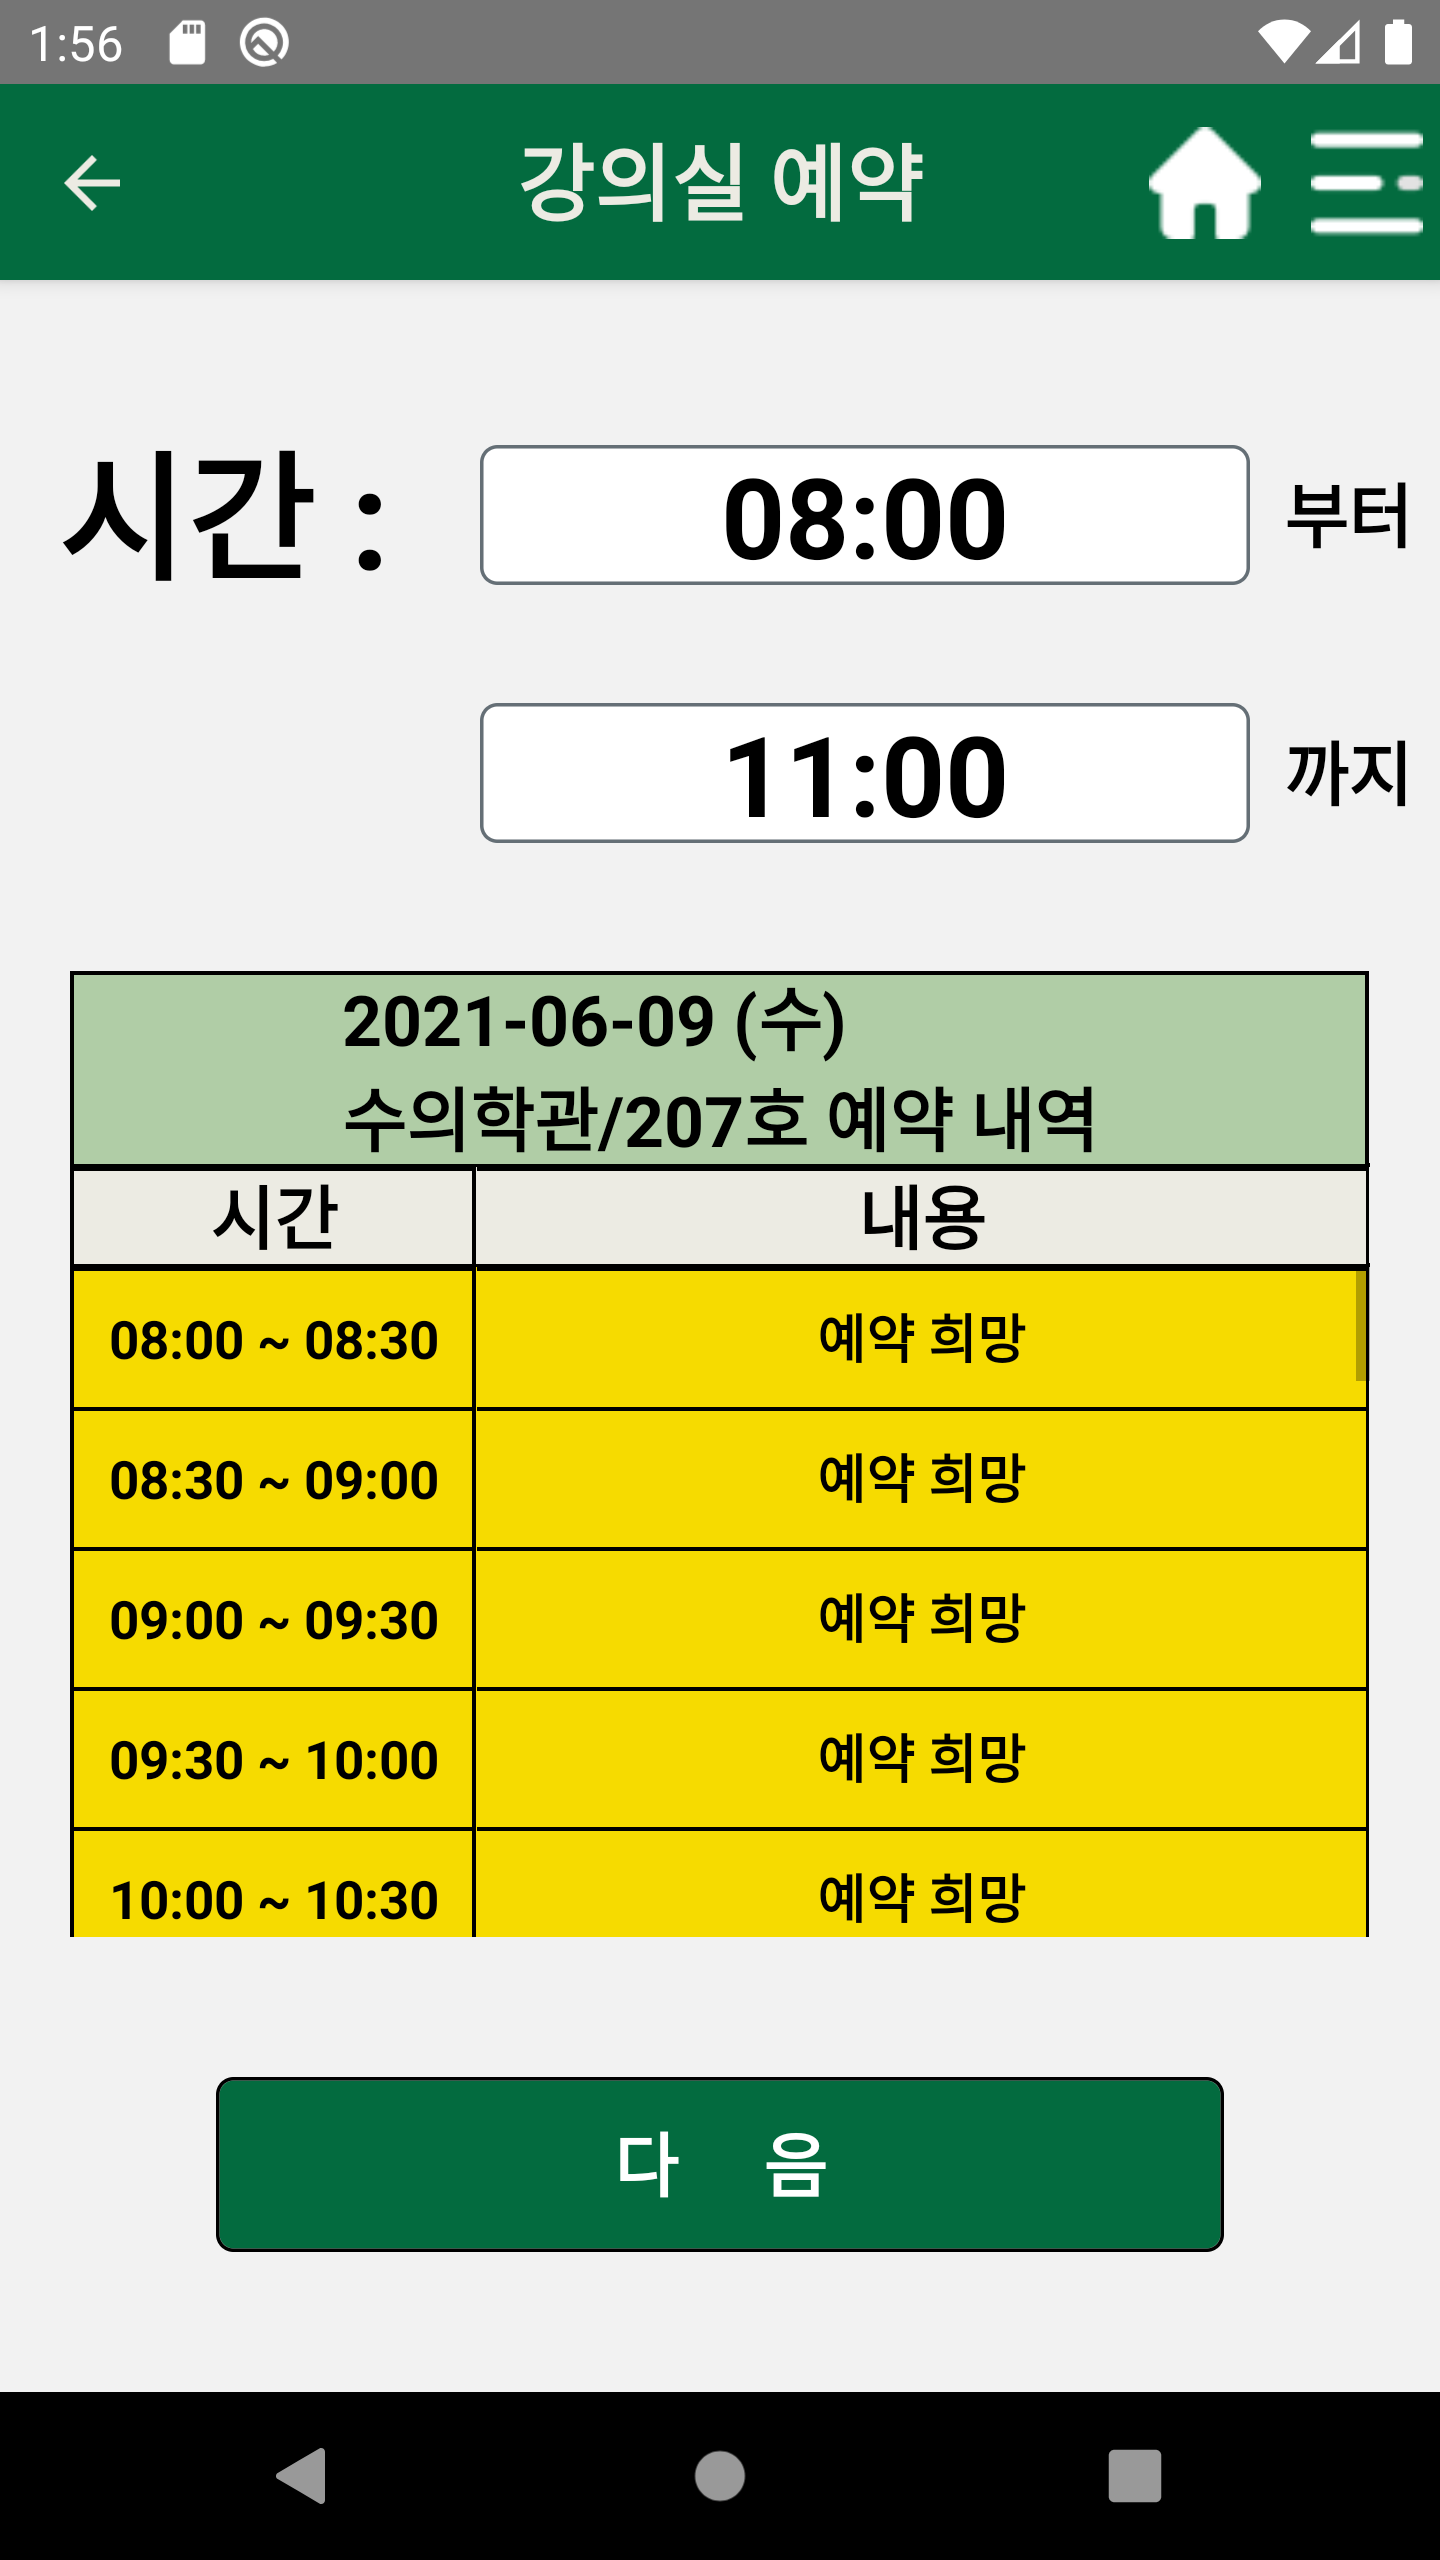 1:56
강의실 예약
시간 : 08:00 부터
11:00 까지
2021-06-09 (수)
수의학관/207호 예약 내역
시간 내용
08:00 ~ 08:30 예약 희망
08:30 ~ 09:00 예약 희망
09:00 ~ 09:30 예약 희망
09:30 ~ 10:00 예약 희망
10:00 ~ 10:30 예약 희망
다 음